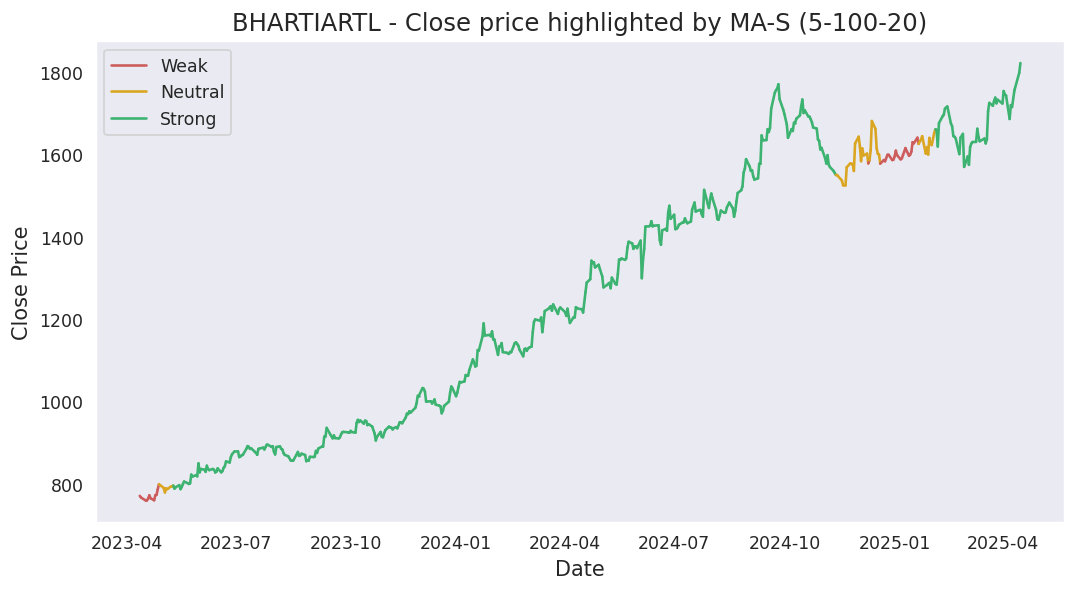 BHARTIARTL - Close price highlighted by MA-S (5-100-20)
Weak
Neutral
Strong
Close Price
1800
1600
1400
1200
1000
800
2023-04 2023-07 2023-10 2024-01 2024-04 2024-07 2024-10 2025-01 2025-04
Date